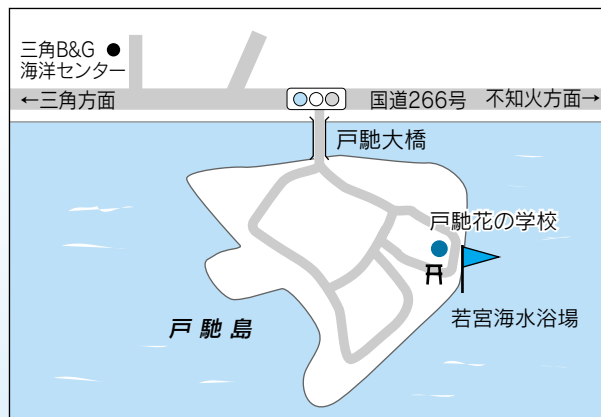 三角B&G
海洋センター
←三角方面
国道266号
不知火方面→
戸馳大橋
戸馳花の学校
若宮海水浴場
戸馳島